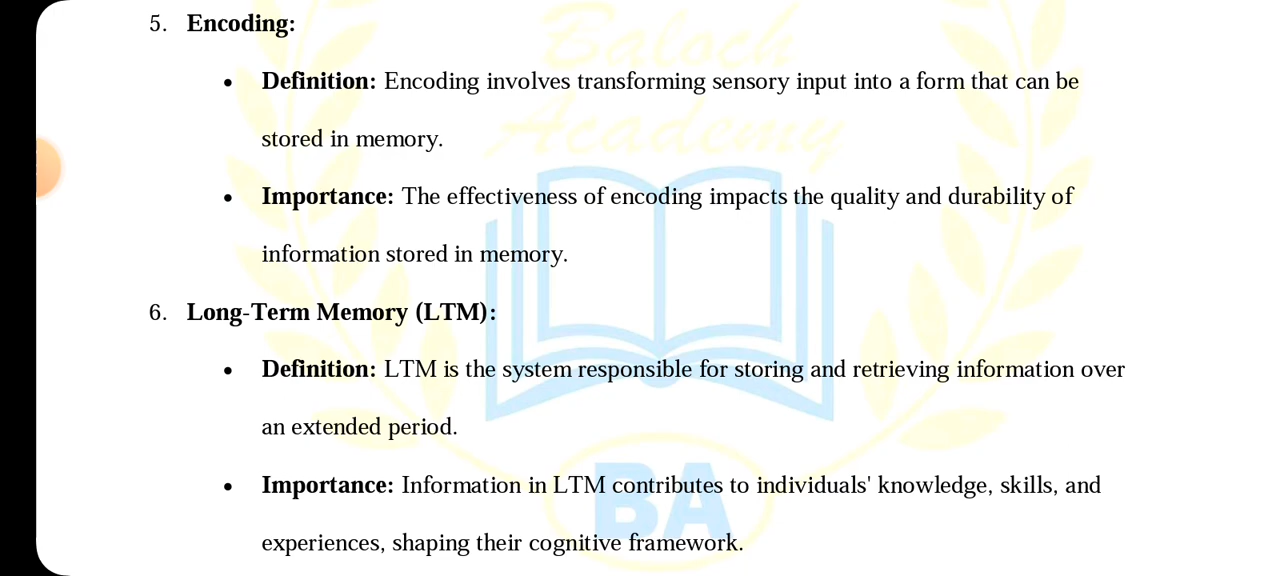 5. Encoding:
• Definition: Encoding involves transforming sensory input into a form that can be
stored in memory.
• Importance: The effectiveness of encoding impacts the quality and durability of
information stored in memory.
6. Long-Term Memory (LTM):
• Definition: LTM is the system responsible for storing and retrieving information over
an extended period.
• Importance: Information in LTM contributes to individuals' knowledge, skills, and
experiences, shaping their cognitive framework.
Baloch
Academy
BA